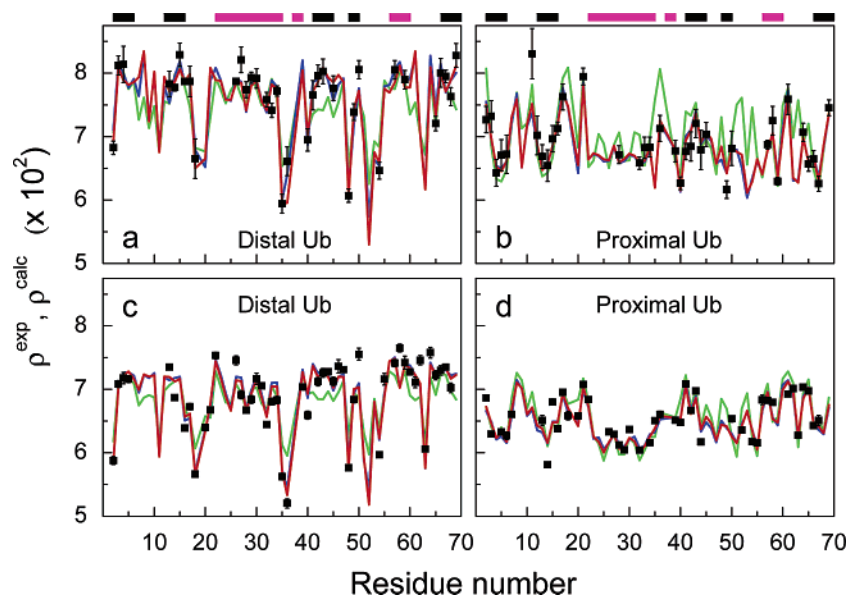 ρexp, ρcalc (x 10²)
8
7
6
5
a
Distal Ub
b
Proximal Ub
8
7
6
5
c
Distal Ub
d
Proximal Ub
10 20 30 40 50 60 70
10 20 30 40 50 60 70
Residue number